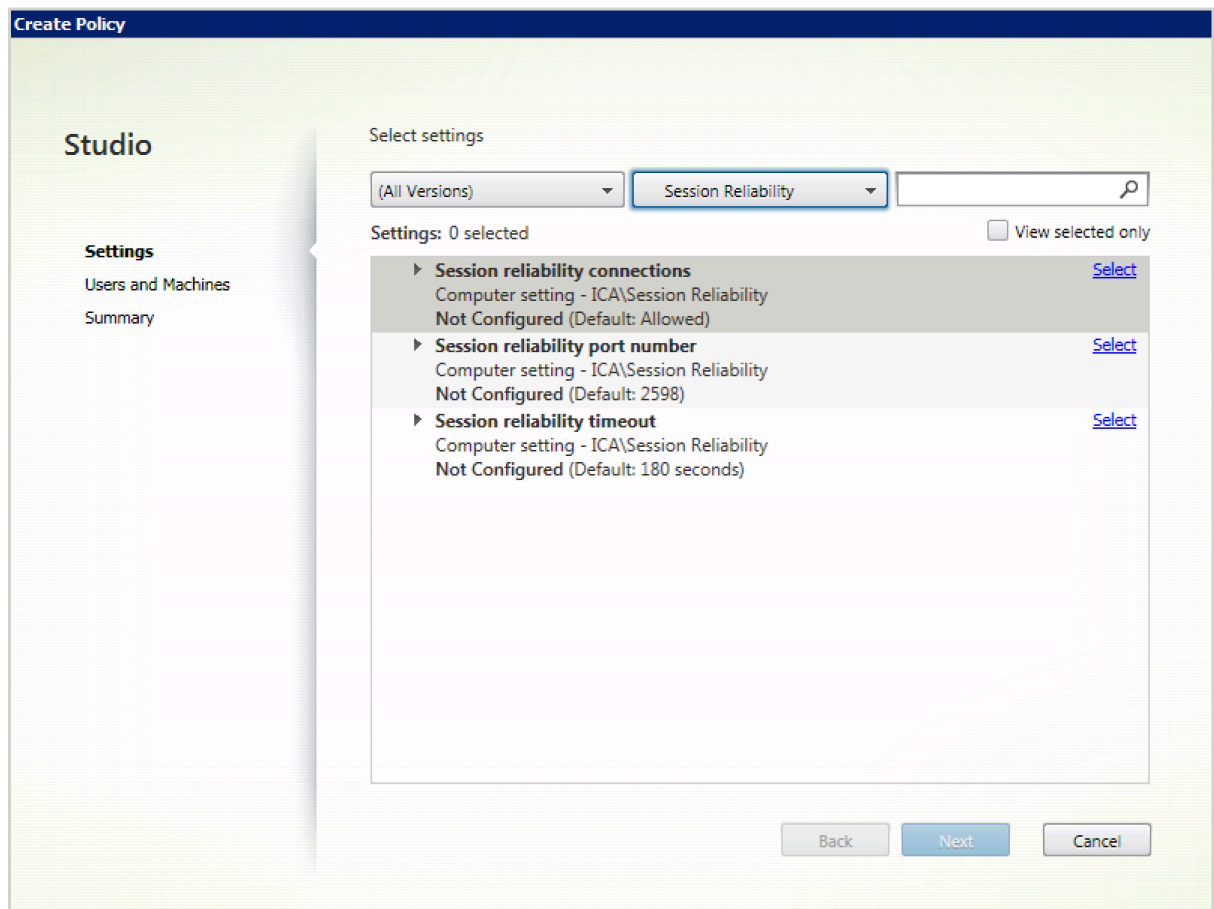 Create Policy
Studio
Settings
Users and Machines
Summary
Select settings
(All Versions)
Session Reliability
Settings: 0 selected
View selected only
Session reliability connections
Select
Computer setting - ICA\Session Reliability
Not Configured (Default: Allowed)
Session reliability port number
Select
Computer setting - ICA\Session Reliability
Not Configured (Default: 2598)
Session reliability timeout
Select
Computer setting - ICA\Session Reliability
Not Configured (Default: 180 seconds)
Back
Next
Cancel